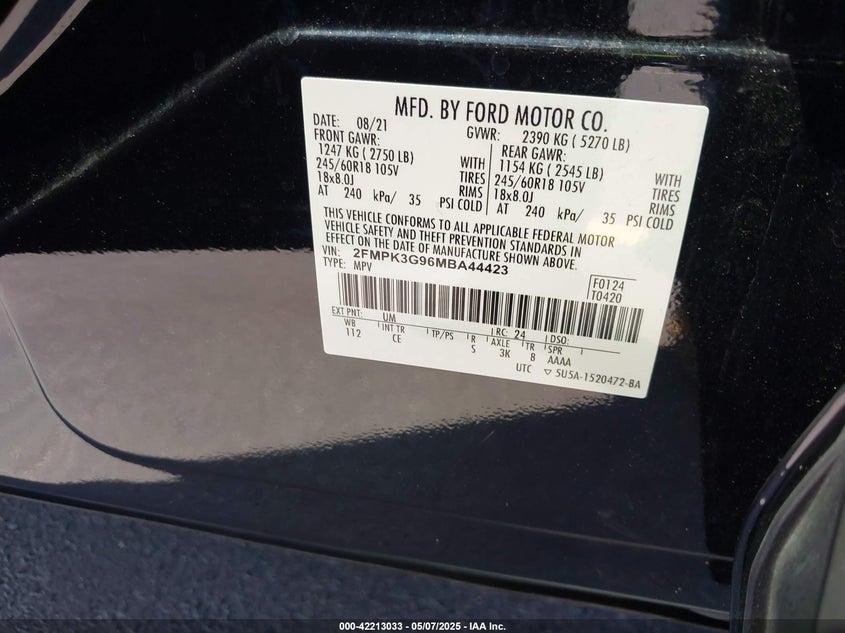 MFD. BY FORD MOTOR CO.
DATE: 08/21 GVWR: 2390 KG ( 5270 LB)
FRONT GAWR: REAR GAWR:
1247 KG ( 2750 LB) WITH 1154 KG ( 2545 LB) WITH
245/60R18 105V TIRES 245/60R18 105V TIRES
18x8.0J RIMS 18x8.0J RIMS
AT 240 kPa/ 35 PSI COLD AT 240 kPa/ 35 PSI COLD
THIS VEHICLE CONFORMS TO ALL APPLICABLE FEDERAL MOTOR
VEHICLE SAFETY AND THEFT PREVENTION STANDARDS IN
EFFECT ON THE DATE OF MANUFACTURE SHOWN ABOVE.
VIN: 2FMPK3G96MBA44423
TYPE: MPV
F0124
T0420
EXT PNT: UM RC: 24 DSO:
WB INT TR TP/PS R AXLE TR SPR
112 CE S 3K 8 AAAA
UTC ▽ 5U5A-1520472-BA
000-42213033 - 05/07/2025 - IAA Inc.